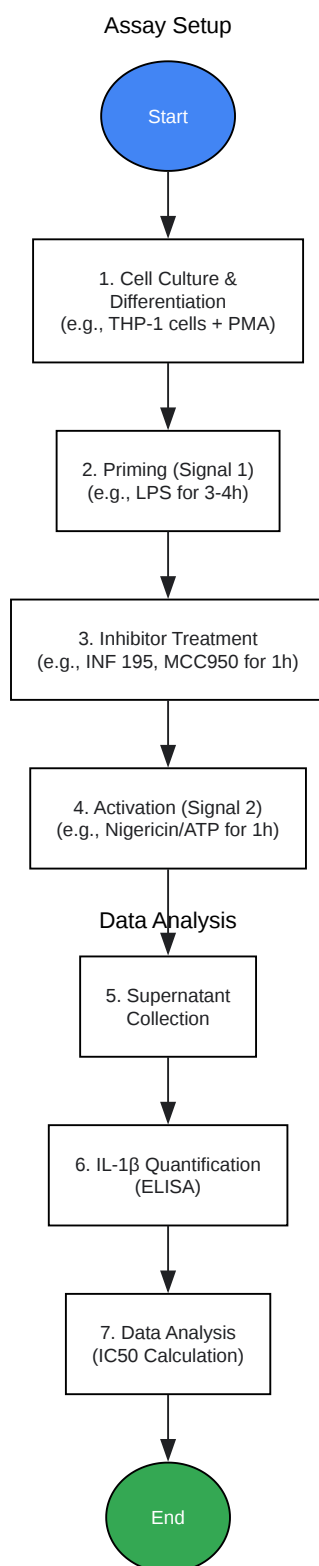 Assay Setup
Start
1. Cell Culture &
Differentiation
(e.g., THP-1 cells + PMA)
2. Priming (Signal 1)
(e.g., LPS for 3-4h)
3. Inhibitor Treatment
(e.g., INF 195, MCC950 for 1h)
4. Activation (Signal 2)
(e.g., Nigericin/ATP for 1h)
Data Analysis
5. Supernatant
Collection
6. IL-1β Quantification
(ELISA)
7. Data Analysis
(IC50 Calculation)
End